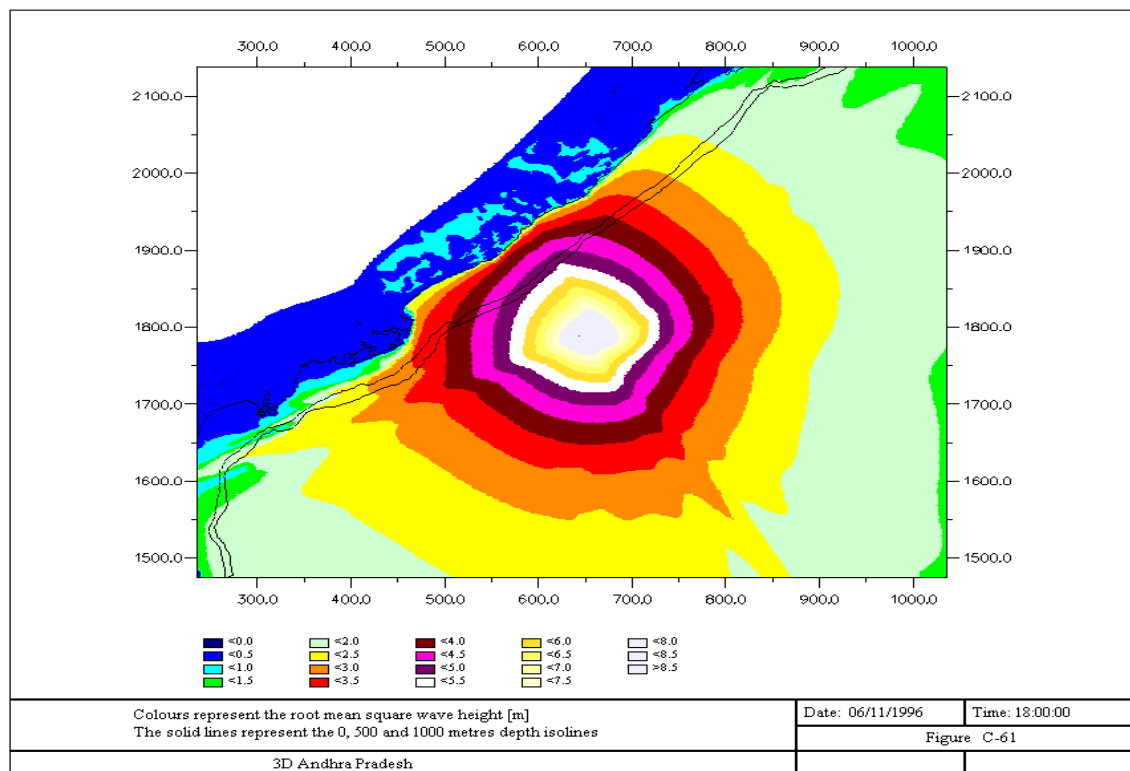 300.0 400.0 500.0 600.0 700.0 800.0 900.0 1000.0
2100.0 2100.0
2000.0 2000.0
1900.0 1900.0
1800.0 1800.0
1700.0 1700.0
1600.0 1600.0
1500.0 1500.0
300.0 400.0 500.0 600.0 700.0 800.0 900.0 1000.0
<0.0 <2.0 <4.0 <6.0 <8.0
<0.5 <2.5 <4.5 <6.5 <8.5
<1.0 <3.0 <5.0 <7.0 >8.5
<1.5 <3.5 <5.5 <7.5
Colours represent the root mean square wave height [m]
The solid lines represent the 0, 500 and 1000 metres depth isolines
Date: 06/11/1996 Time: 18:00:00
Figure C-61
3D Andhra Pradesh